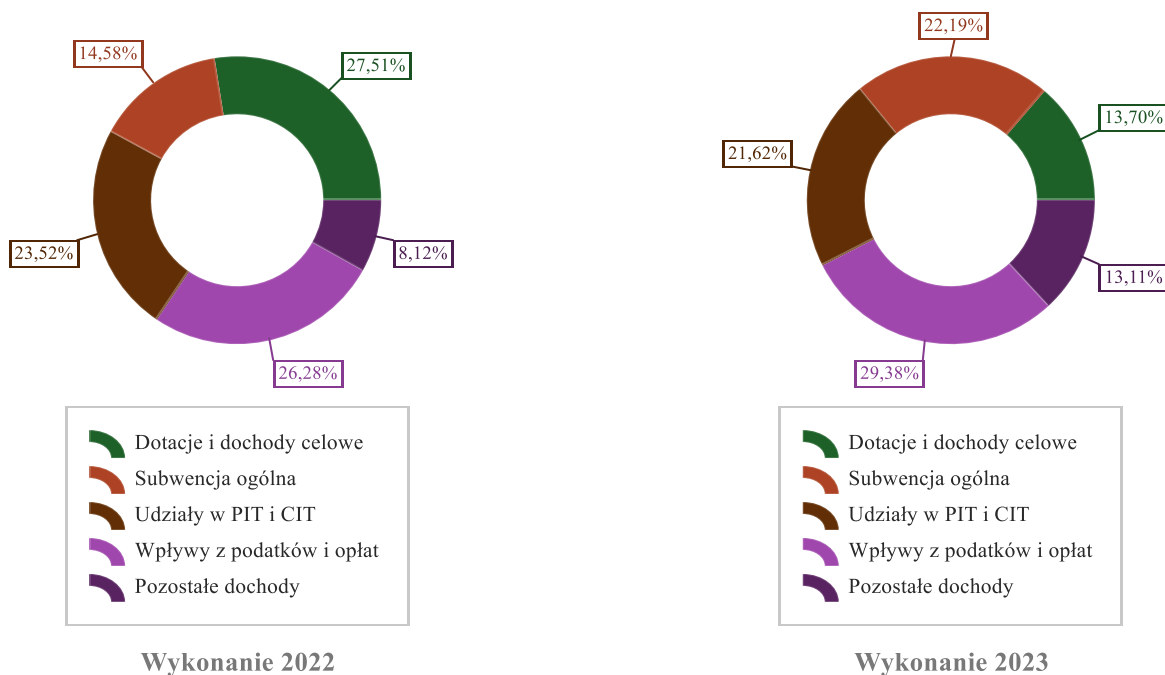 14,58%
27,51%
23,52%
8,12%
26,28%
Dotacje i dochody celowe
Subwencja ogólna
Udziały w PIT i CIT
Wpływy z podatków i opłat
Pozostałe dochody
Wykonanie 2022
22,19%
13,70%
21,62%
13,11%
29,38%
Dotacje i dochody celowe
Subwencja ogólna
Udziały w PIT i CIT
Wpływy z podatków i opłat
Pozostałe dochody
Wykonanie 2023